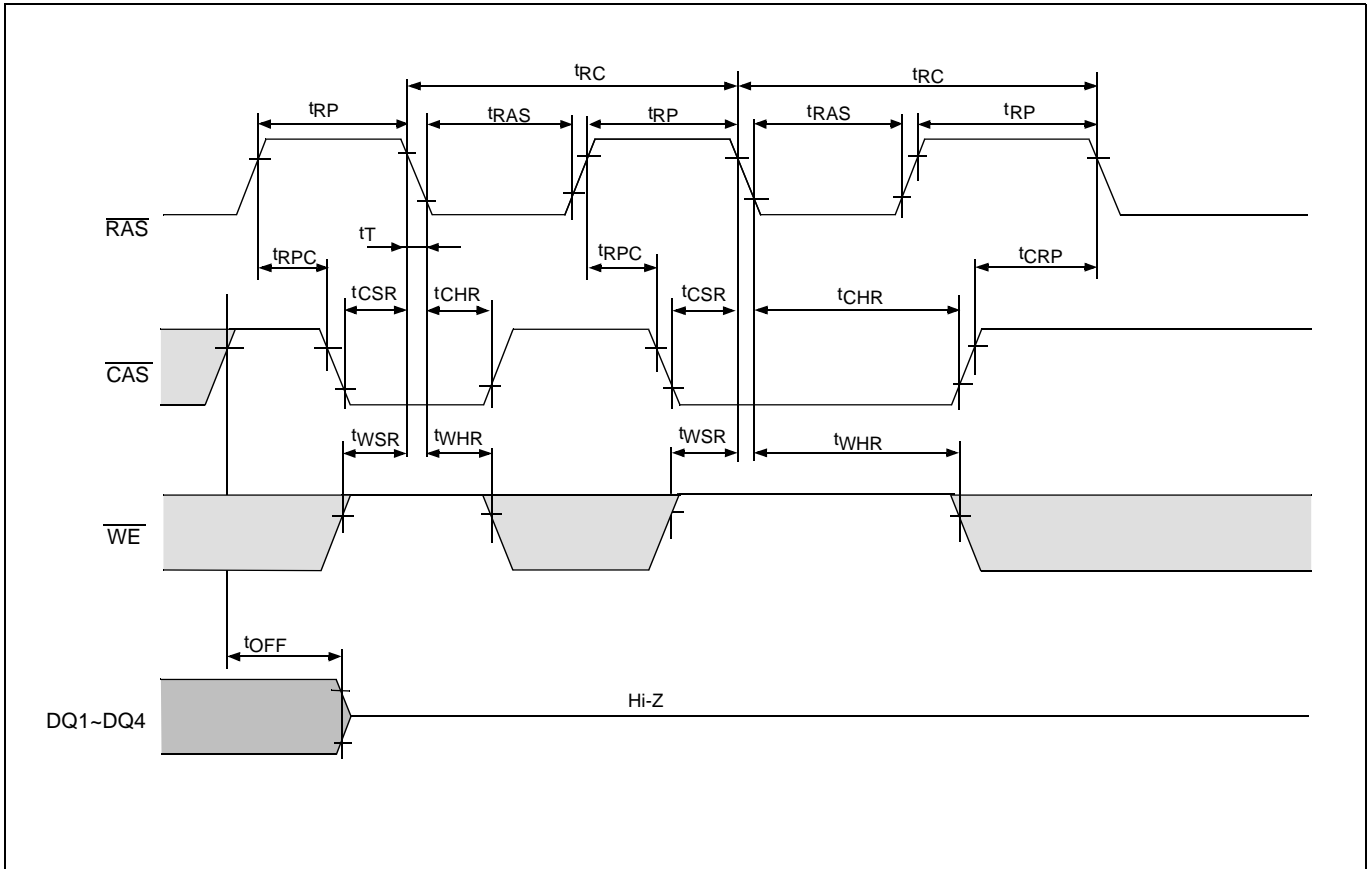 tRC tRC
tRP tRAS tRP tRAS tRP
RAS
tT
tRPC tRPC tCRP
tCSR tCHR tCSR tCHR
CAS
tWSR tWHR tWSR tWHR
WE
tOFF
Hi-Z
DQ1~DQ4